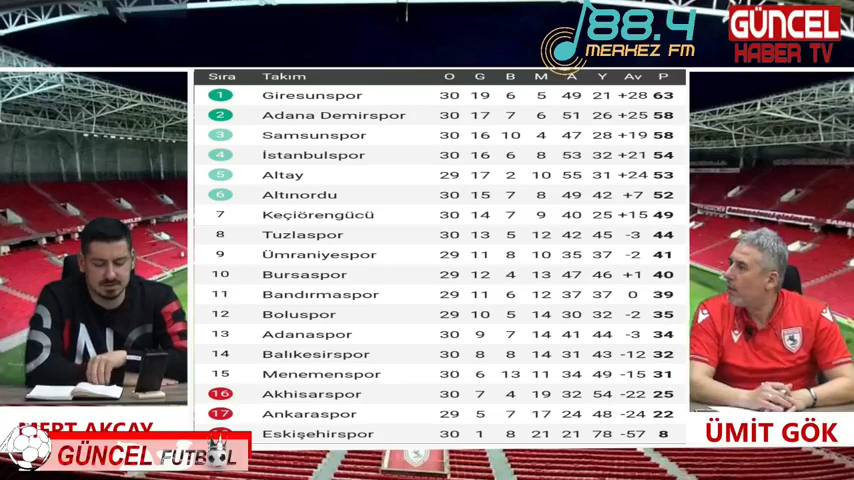 88.4
MERKEZ FM
GÜNCEL
HABER TV
Sıra Takım O G B M A Y Av P
1 Giresunspor 30 19 6 5 49 21 +28 63
2 Adana Demirspor 30 17 7 6 51 26 +25 58
3 Samsunspor 30 16 10 4 47 28 +19 58
4 İstanbulspor 30 16 6 8 53 32 +21 54
5 Altay 29 17 2 10 55 31 +24 53
6 Altınordu 30 15 7 8 49 42 +7 52
7 Keçiörengücü 30 14 7 9 40 25 +15 49
8 Tuzlaspor 30 13 5 12 42 45 -3 44
9 Ümraniyespor 29 11 8 10 35 37 -2 41
10 Bursaspor 29 12 4 13 47 46 +1 40
11 Bandırmaspor 29 11 6 12 37 37 0 39
12 Boluspor 29 10 5 14 30 32 -2 35
13 Adanaspor 30 9 7 14 41 44 -3 34
14 Balıkesirspor 30 8 8 14 31 43 -12 32
15 Menemenspor 30 6 13 11 34 49 -15 31
16 Akhisarspor 30 7 4 19 32 54 -22 25
17 Ankaraspor 29 5 7 17 24 48 -24 22
Eskişehirspor 30 1 8 21 21 78 -57 8
MERT AKÇAY
ÜMİT GÖK
GÜNCEL FUTBOL